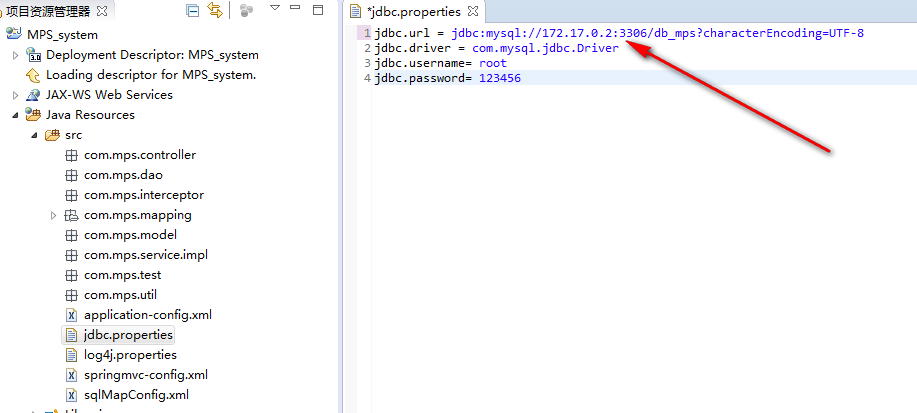 项目资源管理器
MPS_system
Deployment Descriptor: MPS_system
Loading descriptor for MPS_system.
JAX-WS Web Services
Java Resources
src
com.mps.controller
com.mps.dao
com.mps.interceptor
com.mps.mapping
com.mps.model
com.mps.service.impl
com.mps.test
com.mps.util
application-config.xml
jdbc.properties
log4j.properties
springmvc-config.xml
sqlMapConfig.xml
*jdbc.properties
1 jdbc.url = jdbc:mysql://172.17.0.2:3306/db_mps?characterEncoding=UTF-8
2 jdbc.driver = com.mysql.jdbc.Driver
3 jdbc.username= root
4 jdbc.password= 123456